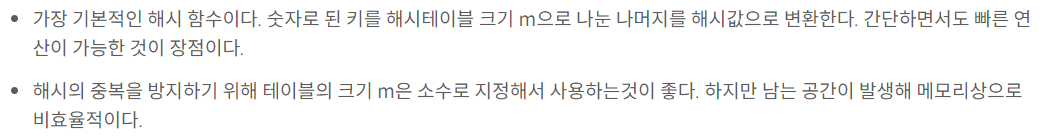 • 가장 기본적인 해시 함수이다. 숫자로 된 키를 해시테이블 크기 m으로 나눈 나머지를 해시값으로 변환한다. 간단하면서도 빠른 연
산이 가능한 것이 장점이다.
• 해시의 중복을 방지하기 위해 테이블의 크기 m은 소수로 지정해서 사용하는것이 좋다. 하지만 남는 공간이 발생해 메모리상으로
비효율적이다.